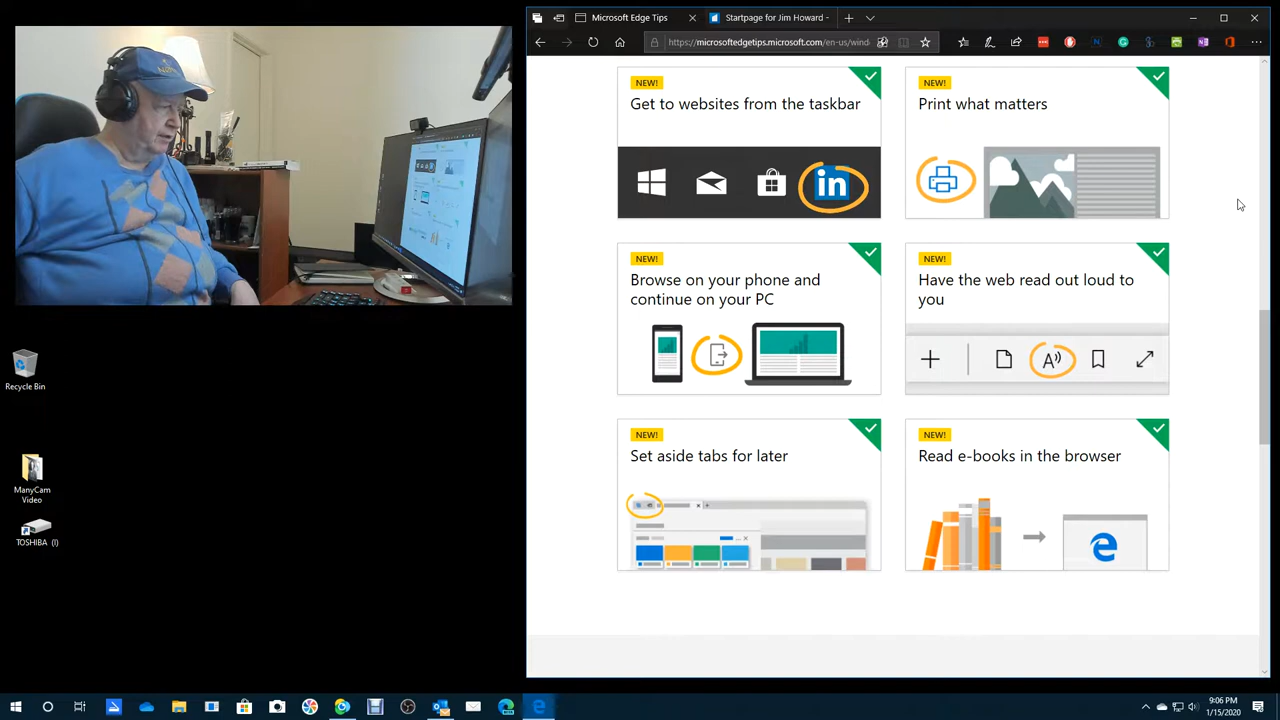 Microsoft Edge Tips
Startpage for Jim Howard -
https://microsoftedgetips.microsoft.com/en-us/wind
NEW!
Get to websites from the taskbar
in
NEW!
Print what matters
NEW!
Browse on your phone and
continue on your PC
NEW!
Have the web read out loud to
you
A
NEW!
Set aside tabs for later
NEW!
Read e-books in the browser
e
Recycle Bin
ManyCam
Video
TOSHIBA (I)
9:06 PM
1/15/2020